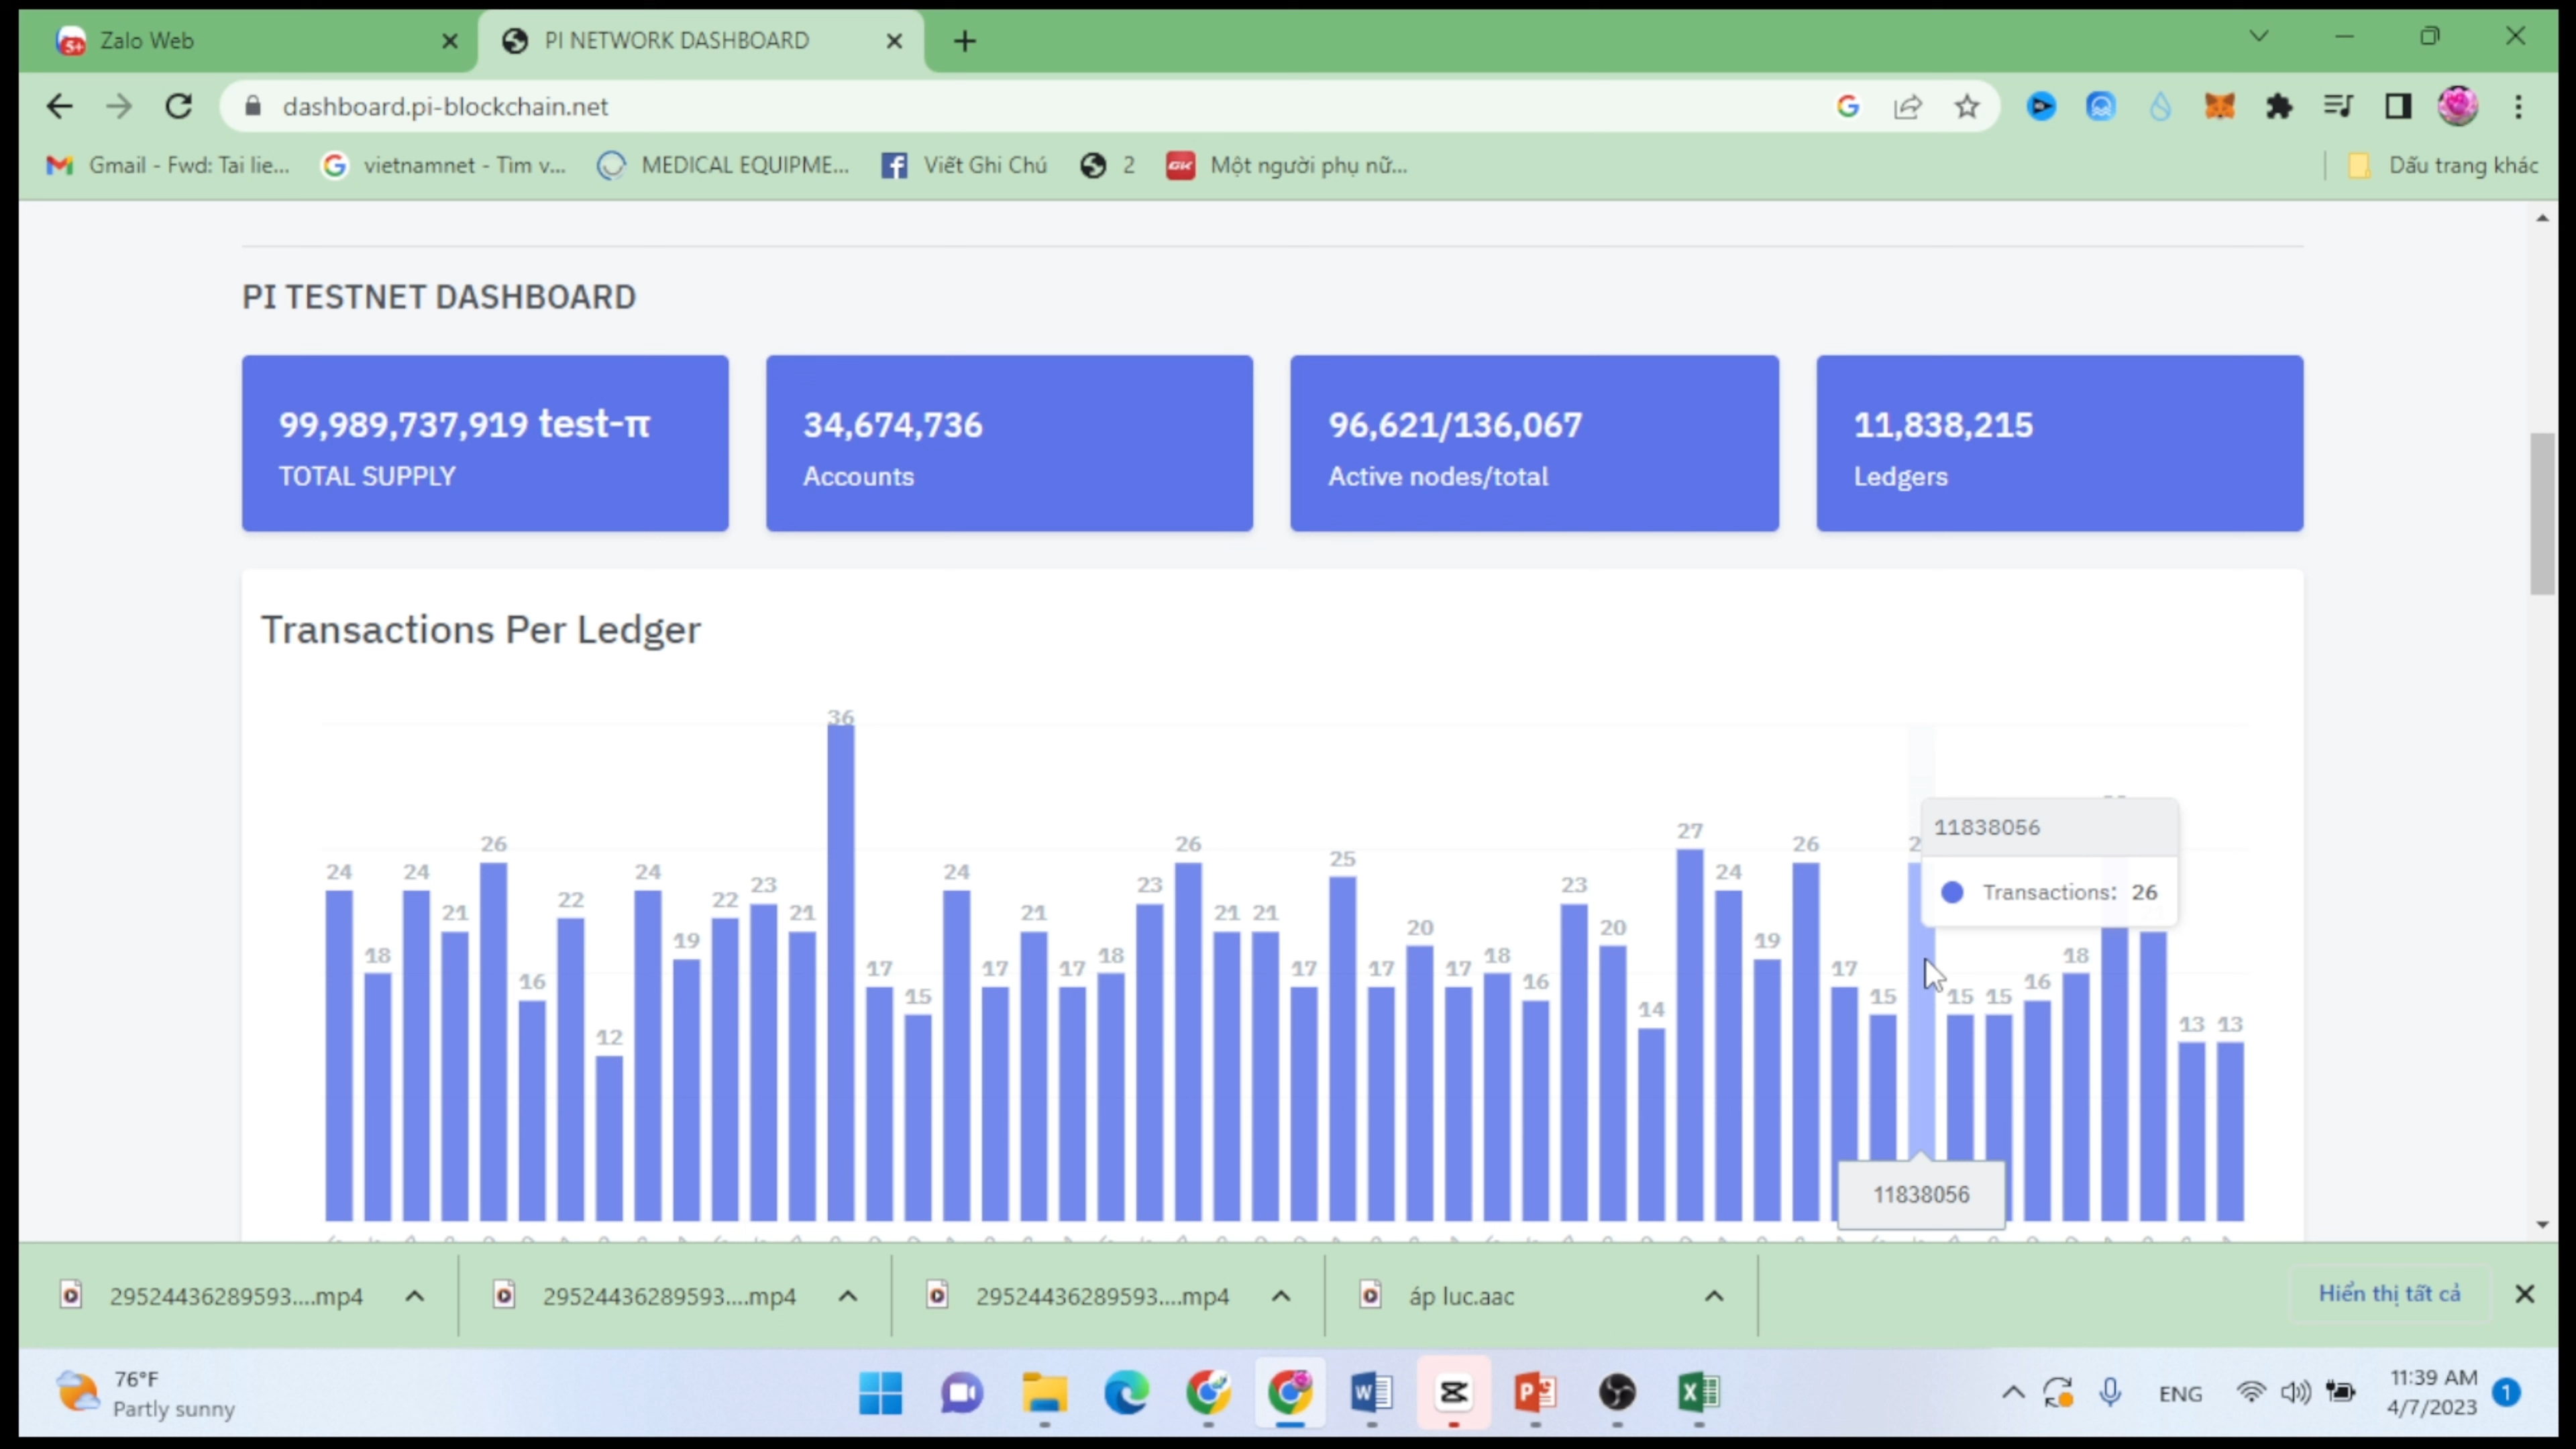 Zalo Web
PI NETWORK DASHBOARD
dashboard.pi-blockchain.net
Gmail - Fwd: Tai lie...
vietnamnet - Tìm v...
MEDICAL EQUIPME...
Viết Ghi Chú
2
Một người phụ nữ...
Dấu trang khác
PI TESTNET DASHBOARD
99,989,737,919 test-π
TOTAL SUPPLY
34,674,736
Accounts
96,621/136,067
Active nodes/total
11,838,215
Ledgers
Transactions Per Ledger
24 18 24 21 26 16 22 12 24 19 22 23 21 36 17 15 24 17 21 17 18 23 26 21 21 17 25 17 20 17 18 16 23 20 14 27 24 19 26 17 15 15 15 16 18 13 13
11838056
Transactions: 26
11838056
29524436289593....mp4
29524436289593....mp4
29524436289593....mp4
áp luc.aac
Hiển thị tất cả
76°F
Partly sunny
ENG
11:39 AM
4/7/2023
1